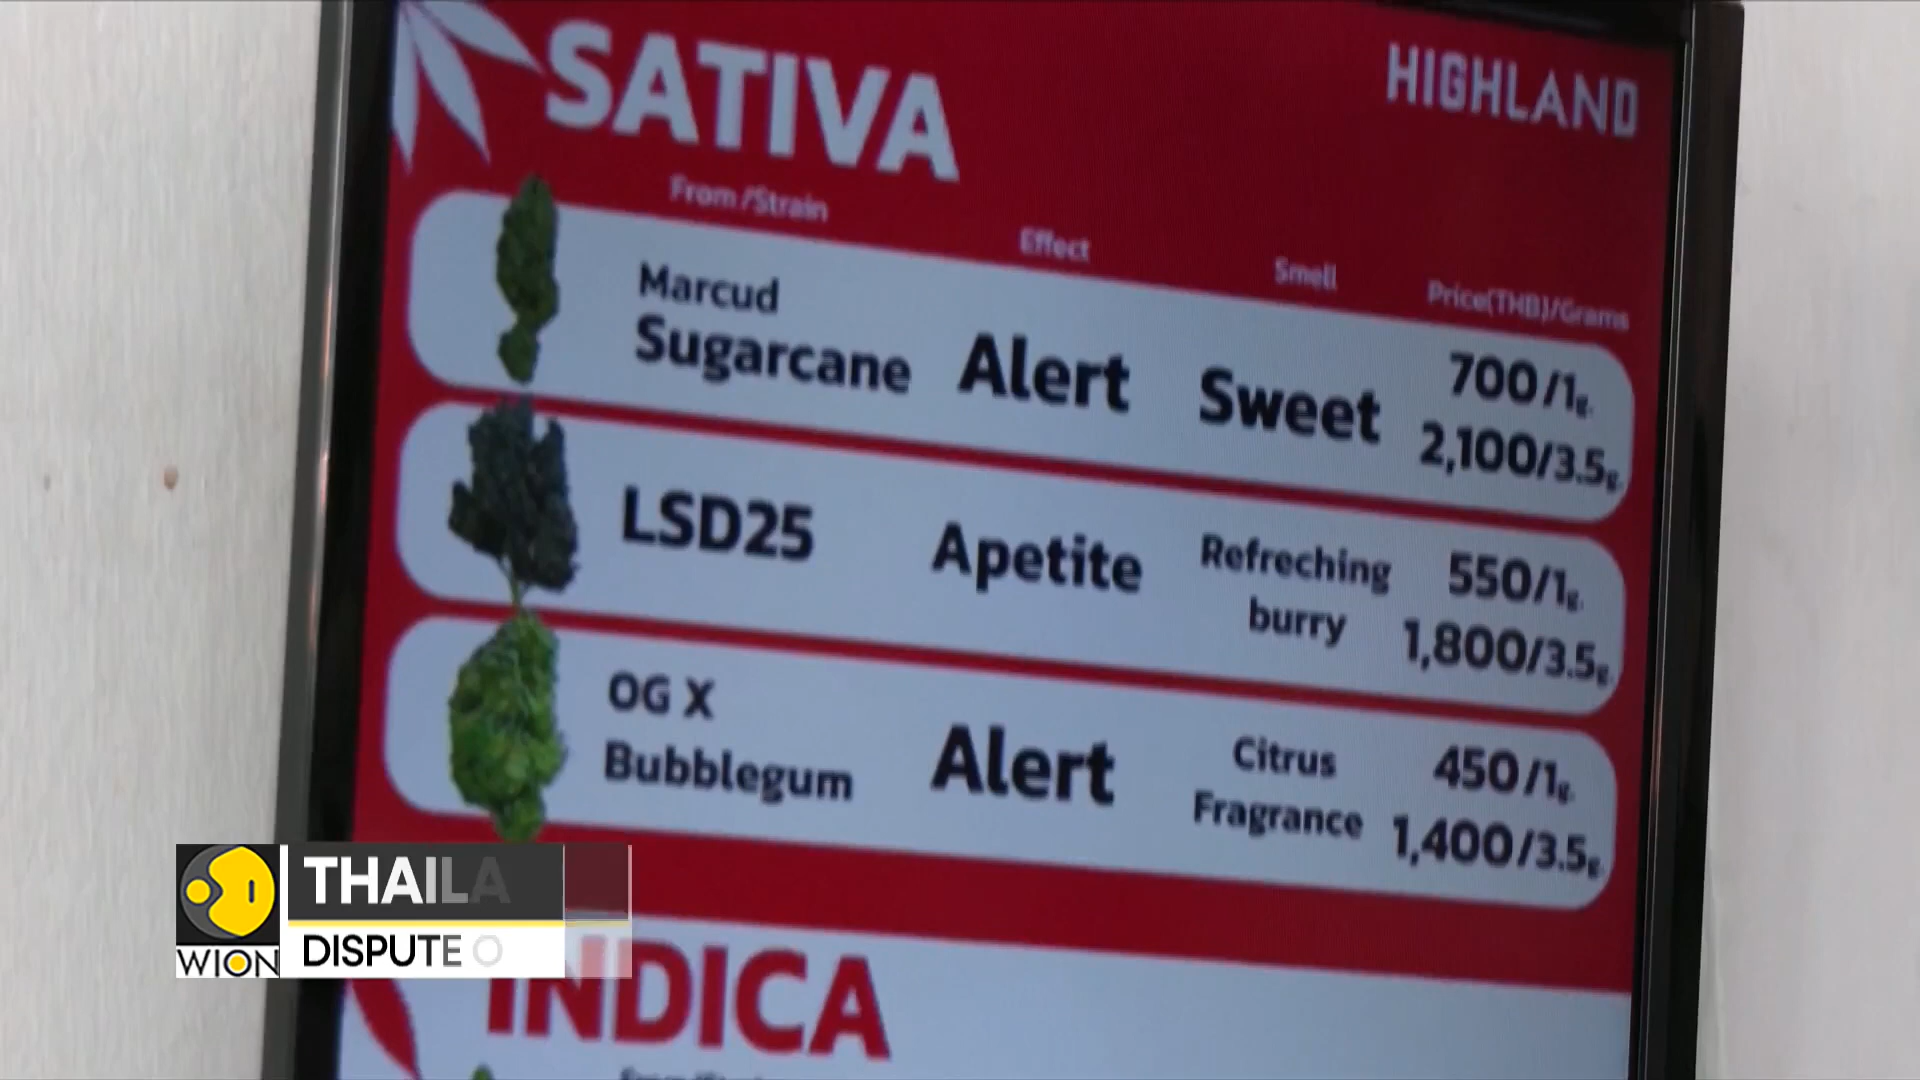 SATIVA
HIGHLAND
From/Strain
Effect
Smell
Price(THB)/Grams
Marcud
Sugarcane
Alert
Sweet
700/1g.
2,100/3.5g.
LSD25
Apetite
Refreching
burry
550/1g.
1,800/3.5g.
OG X
Bubblegum
Alert
Citrus
Fragrance
450/1g.
1,400/3.5g.
THAILA
DISPUTE O
WION
INDICA